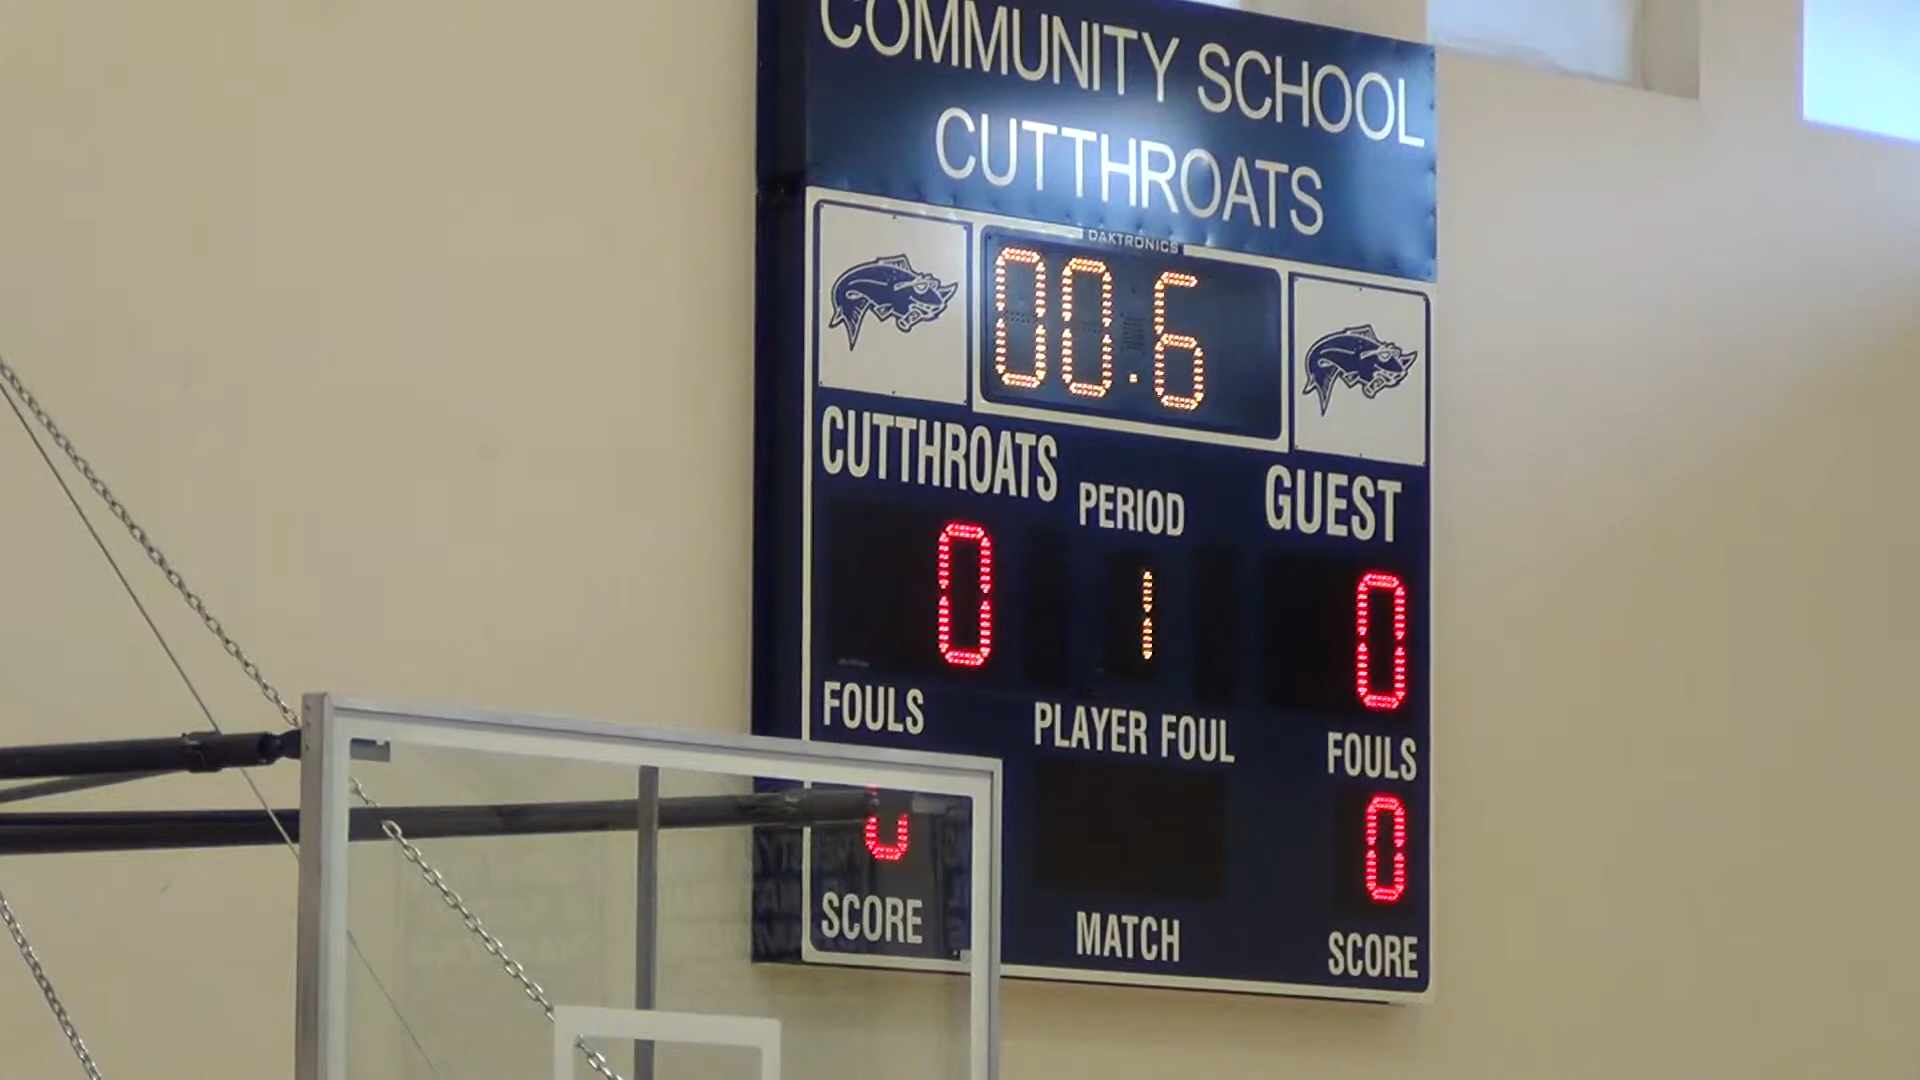 COMMUNITY SCHOOL
CUTTHROATS
DAKTRONICS
00.6
CUTTHROATS
PERIOD
GUEST
0
1
0
FOULS
PLAYER FOUL
FOULS
0
0
SCORE
MATCH
SCORE